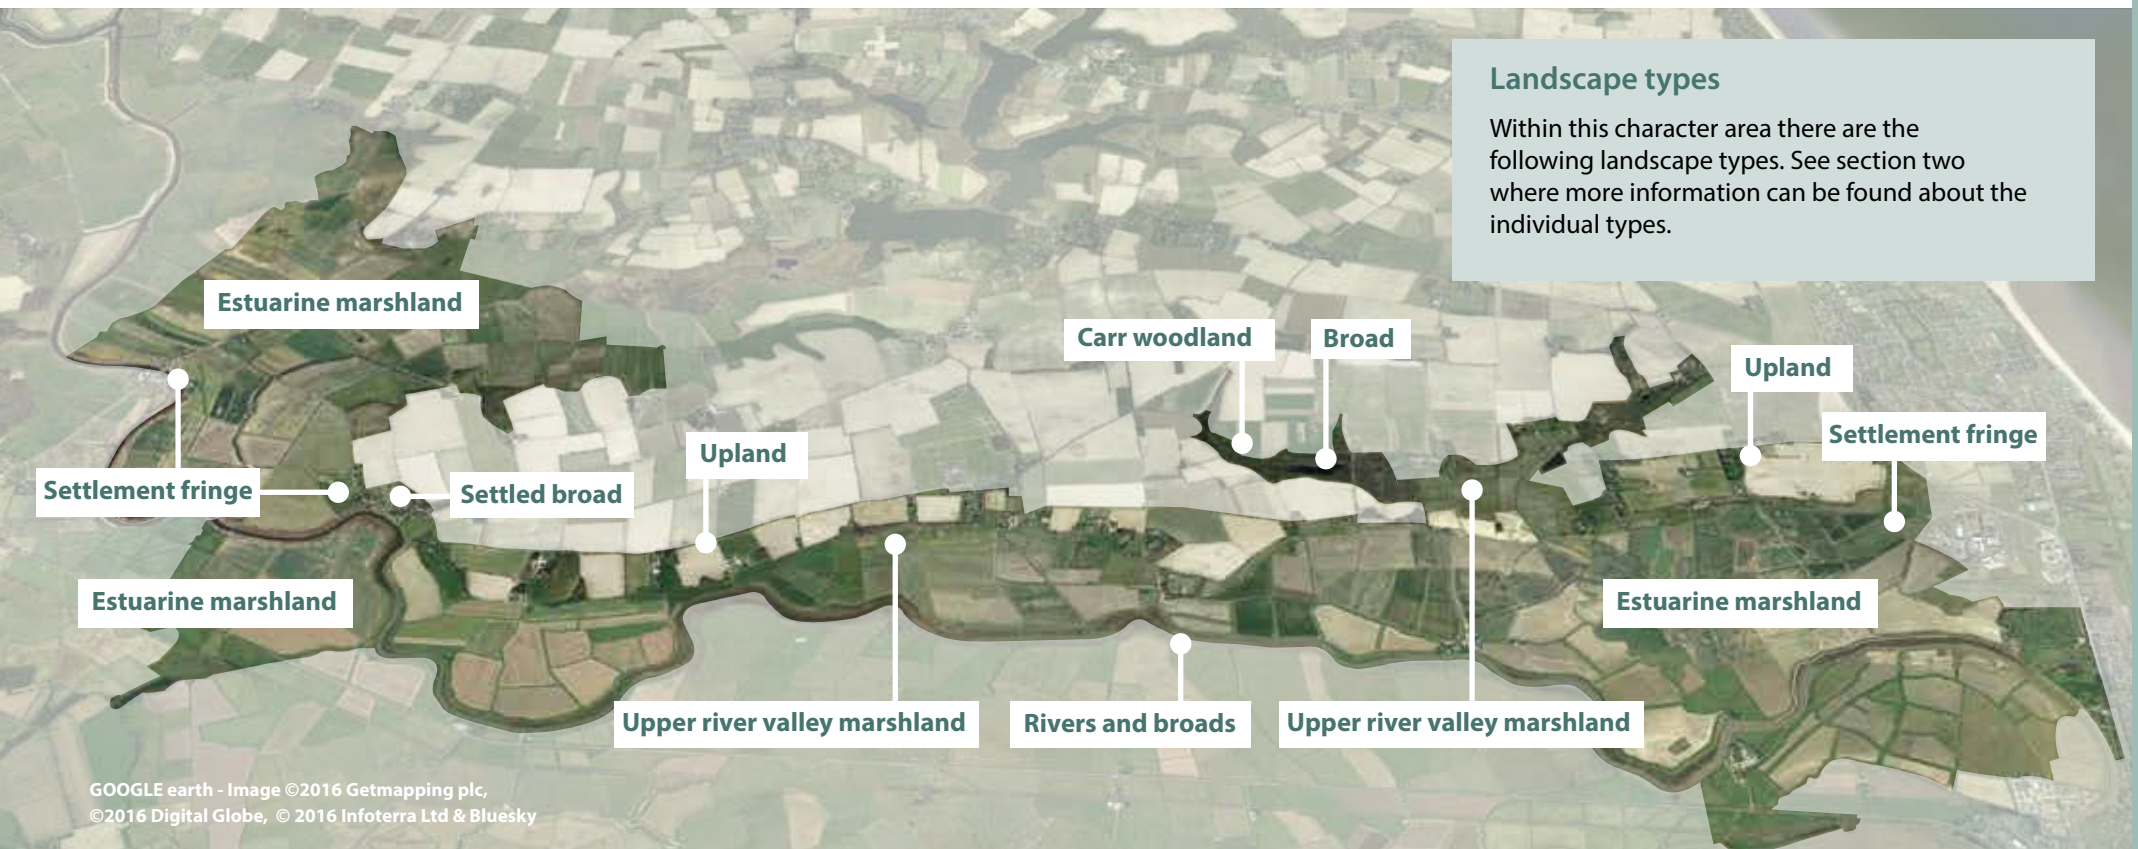 Landscape types
Within this character area there are the
following landscape types. See section two
where more information can be found about the
individual types.
Estuarine marshland
Carr woodland
Broad
Upland
Settlement fringe
Upland
Settlement fringe
Settled broad
Estuarine marshland
Estuarine marshland
Upper river valley marshland
Rivers and broads
Upper river valley marshland
GOOGLE earth - Image ©2016 Getmapping plc,
©2016 Digital Globe, © 2016 Infoterra Ltd & Bluesky